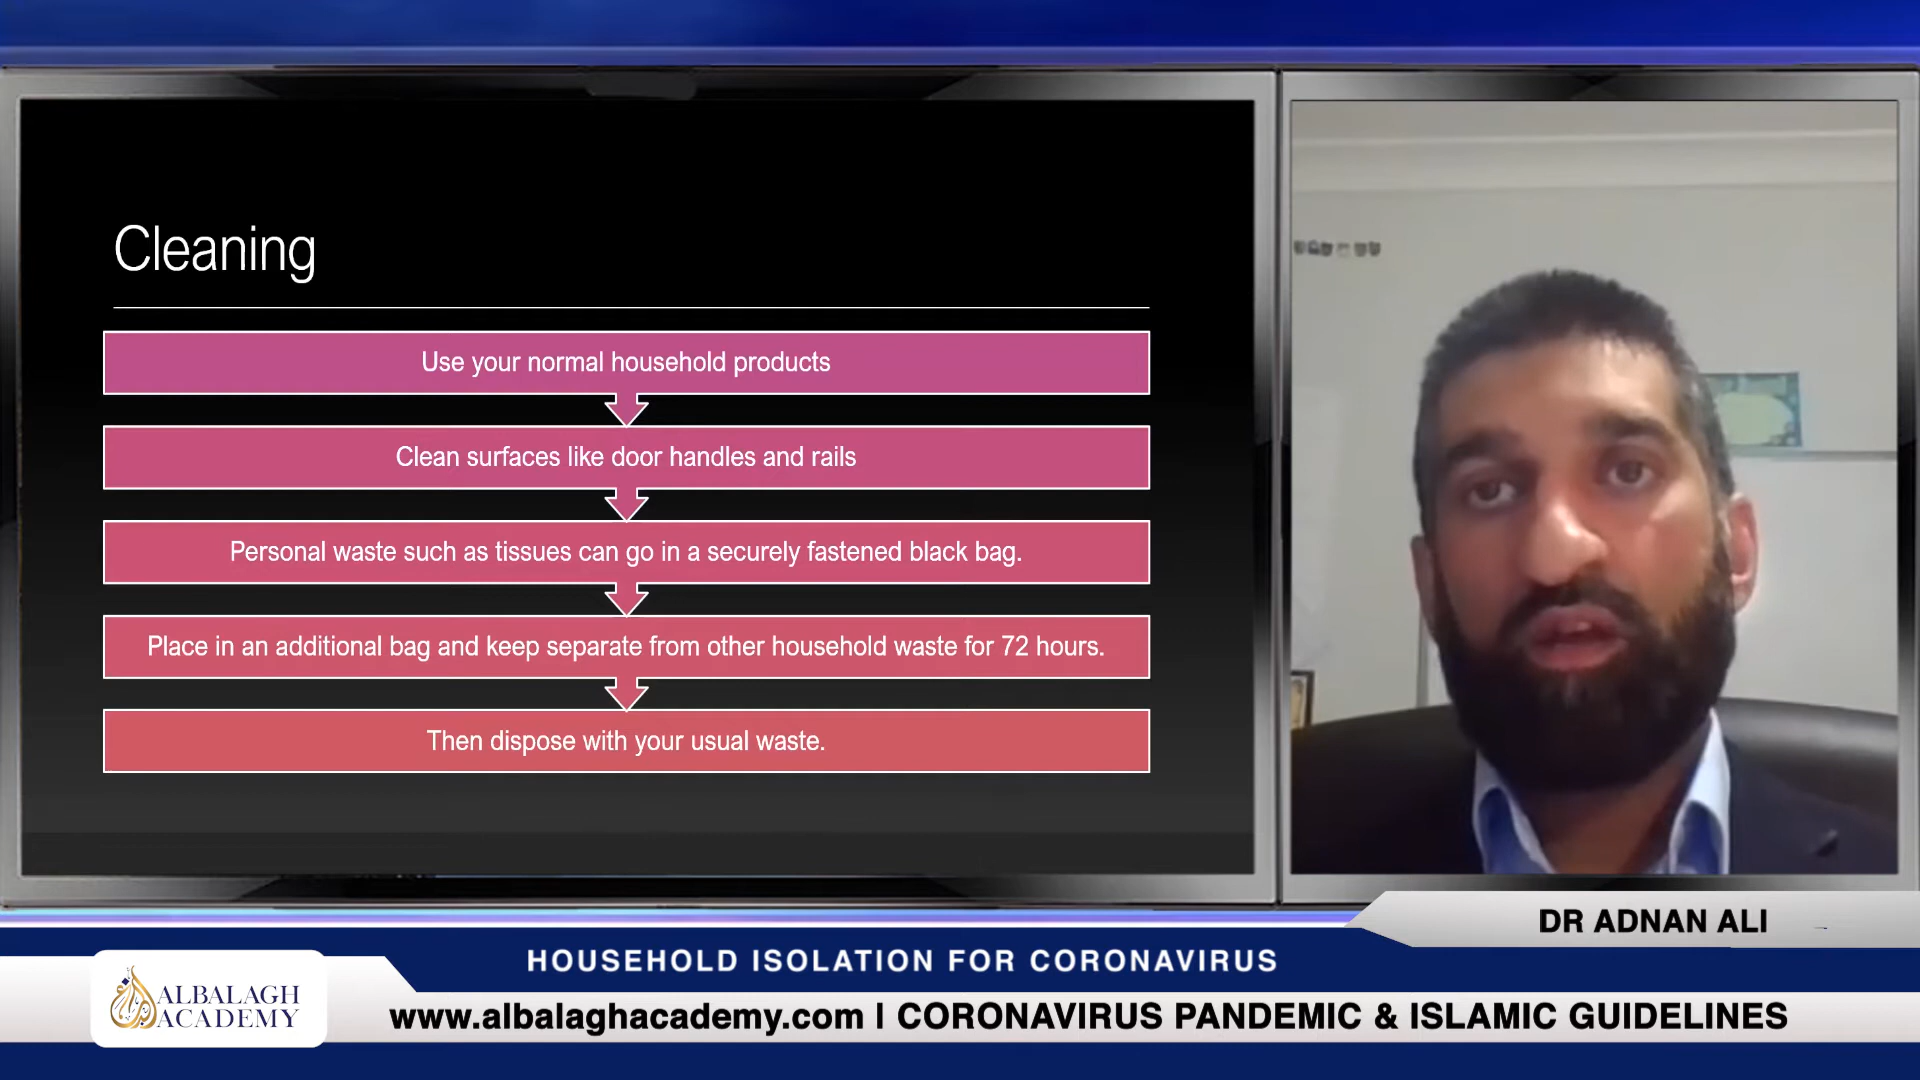 Cleaning
Use your normal household products
Clean surfaces like door handles and rails
Personal waste such as tissues can go in a securely fastened black bag.
Place in an additional bag and keep separate from other household waste for 72 hours.
Then dispose with your usual waste.
DR ADNAN ALI
HOUSEHOLD ISOLATION FOR CORONAVIRUS
ALBALAGH
ACADEMY
www.albalaghacademy.com | CORONAVIRUS PANDEMIC & ISLAMIC GUIDELINES